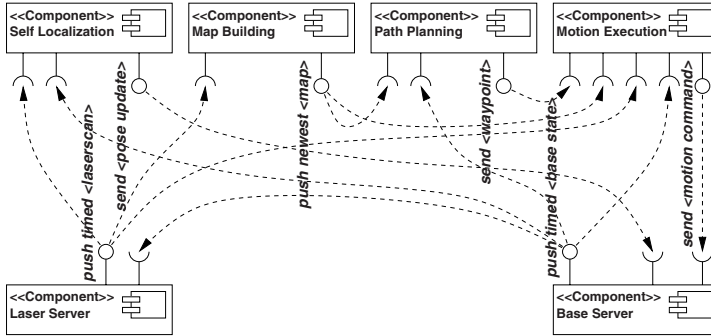 <<Component>>
Self Localization
<<Component>>
Map Building
<<Component>>
Path Planning
<<Component>>
Motion Execution
push timed <laserscan>
send <pose update>
push newest <map>
send <waypoint>
push timed <base state>
send <motion command>
<<Component>>
Laser Server
<<Component>>
Base Server